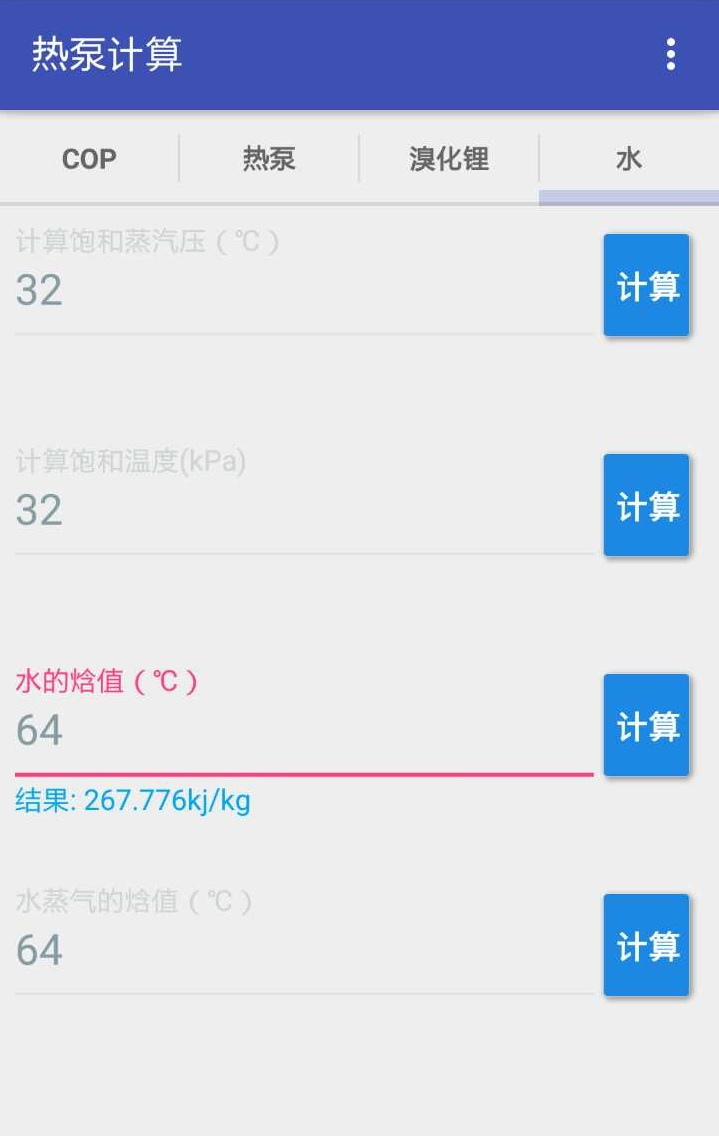 热泵计算
COP 热泵 溴化锂 水
计算饱和蒸汽压（℃）
32
计算
计算饱和温度(kPa)
32
计算
水的焓值（℃）
64
计算
结果: 267.776kj/kg
水蒸气的焓值（℃）
64
计算